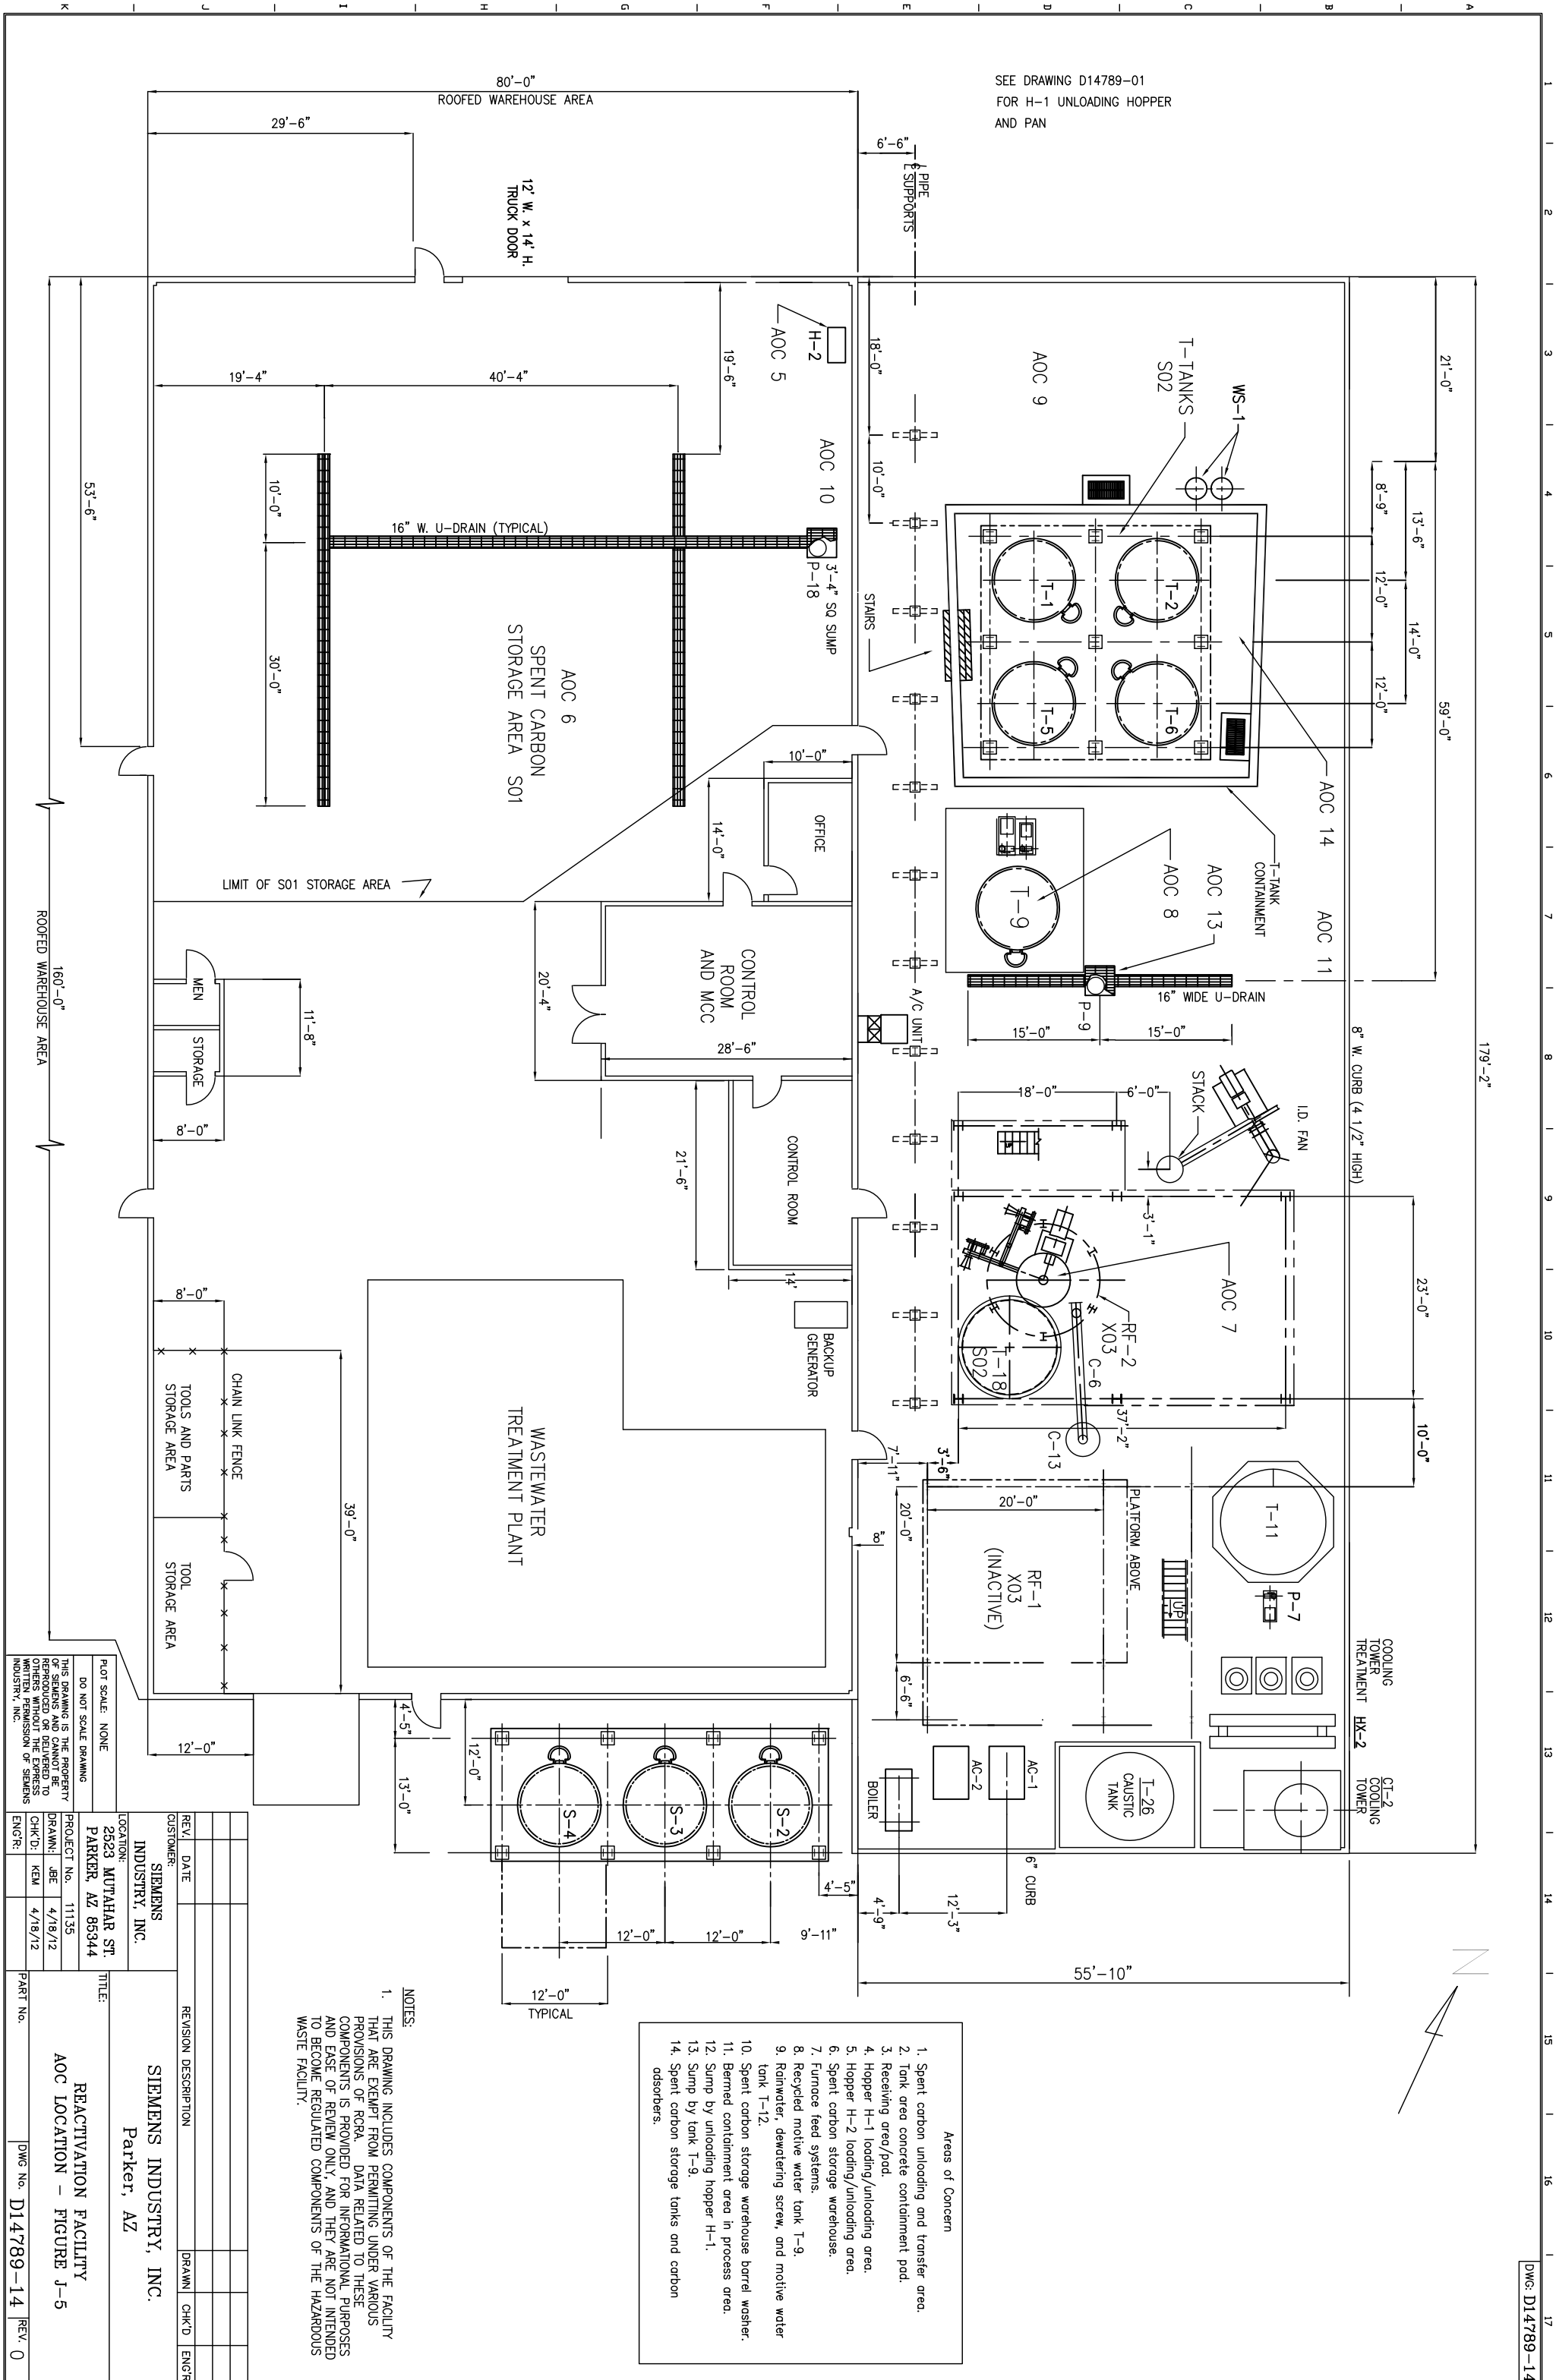 DWG: D14789-14
A
B
C
D
E
F
G
H
I
J
K
1
2
3
4
5
6
7
8
9
10
11
12
13
14
15
16
17
SEE DRAWING D14789-01
FOR H-1 UNLOADING HOPPER
AND PAN
80'-0"
ROOFED WAREHOUSE AREA
29'-6"
6'-6"
PIPE
SUPPORTS
12' W. x 14' H.
TRUCK DOOR
179'-2"
21'-0"
59'-0"
13'-6"
14'-0"
8'-9"
12'-0"
12'-0"
18'-0"
10'-0"
AOC 9
T-TANKS
S02
WS-1
T-1
T-2
T-5
T-6
STAIRS
AOC 14
T-TANK
CONTAINMENT
AOC 11
AOC 13
AOC 8
T-9
P-9
16" WIDE U-DRAIN
15'-0"
15'-0"
A/C UNIT
8" W. CURB (4 1/2" HIGH)
I.D. FAN
STACK
18'-0"
6'-0"
3'-1"
23'-0"
10'-0"
AOC 7
RF-2
X03
C-6
T-18
S02
C-13
37'-2"
3'-6"
7'-11"
20'-0"
20'-0"
6'-6"
8"
PLATFORM ABOVE
RF-1
X03
(INACTIVE)
UP
T-11
P-7
COOLING
TOWER
TREATMENT
HX-2
CT-2
COOLING
TOWER
T-26
CAUSTIC
TANK
AC-1
AC-2
BOILER
6" CURB
4'-9"
12'-3"
55'-10"
H-2
AOC 5
AOC 10
19'-6"
19'-4"
40'-4"
10'-0"
30'-0"
53'-6"
16" W. U-DRAIN (TYPICAL)
3'-4" SQ SUMP
P-18
AOC 6
SPENT CARBON
STORAGE AREA S01
LIMIT OF S01 STORAGE AREA
10'-0"
14'-0"
OFFICE
CONTROL
ROOM
AND MCC
20'-4"
28'-6"
CONTROL ROOM
21'-6"
14'
MEN
STORAGE
11'-8"
8'-0"
160'-0"
ROOFED WAREHOUSE AREA
BACKUP
GENERATOR
WASTEWATER
TREATMENT PLANT
8'-0"
CHAIN LINK FENCE
TOOLS AND PARTS
STORAGE AREA
TOOL
STORAGE AREA
39'-0"
12'-0"
4'-5"
12'-0"
13'-0"
S-2
S-3
S-4
4'-5"
9'-11"
12'-0"
12'-0"
12'-0"
TYPICAL
N
Areas of Concern
1. Spent carbon unloading and transfer area.
2. Tank area concrete containment pad.
3. Receiving area/pad.
4. Hopper H-1 loading/unloading area.
5. Hopper H-2 loading/unloading area.
6. Spent carbon storage warehouse.
7. Furnace feed systems.
8. Recycled motive water tank T-9.
9. Rainwater, dewatering screw, and motive water
tank T-12.
10. Spent carbon storage warehouse barrel washer.
11. Bermed containment area in process area.
12. Sump by unloading hopper H-1.
13. Sump by tank T-9.
14. Spent carbon storage tanks and carbon
adsorbers.
NOTES:
1. THIS DRAWING INCLUDES COMPONENTS OF THE FACILITY
THAT ARE EXEMPT FROM PERMITTING UNDER VARIOUS
PROVISIONS OF RCRA. DATA RELATED TO THESE
COMPONENTS IS PROVIDED FOR INFORMATIONAL PURPOSES
AND EASE OF REVIEW ONLY, AND THEY ARE NOT INTENDED
TO BECOME REGULATED COMPONENTS OF THE HAZARDOUS
WASTE FACILITY.
PLOT SCALE: NONE
DO NOT SCALE DRAWING
THIS DRAWING IS THE PROPERTY
OF SIEMENS AND CANNOT BE
REPRODUCED OR DELIVERED TO
OTHERS WITHOUT THE EXPRESS
WRITTEN PERMISSION OF SIEMENS
INDUSTRY, INC.
REV. DATE REVISION DESCRIPTION DRAWN CHK'D ENG'R
CUSTOMER:
SIEMENS
INDUSTRY, INC.
LOCATION:
2523 MUTAHAR ST.
PARKER, AZ 85344
PROJECT No. 11135
DRAWN: JBE 4/18/12
CHK'D: KEM 4/18/12
ENG'R:
SIEMENS INDUSTRY, INC.
Parker, AZ
TITLE:
REACTIVATION FACILITY
AOC LOCATION - FIGURE J-5
PART No.
DWG No. D14789-14
REV. 0